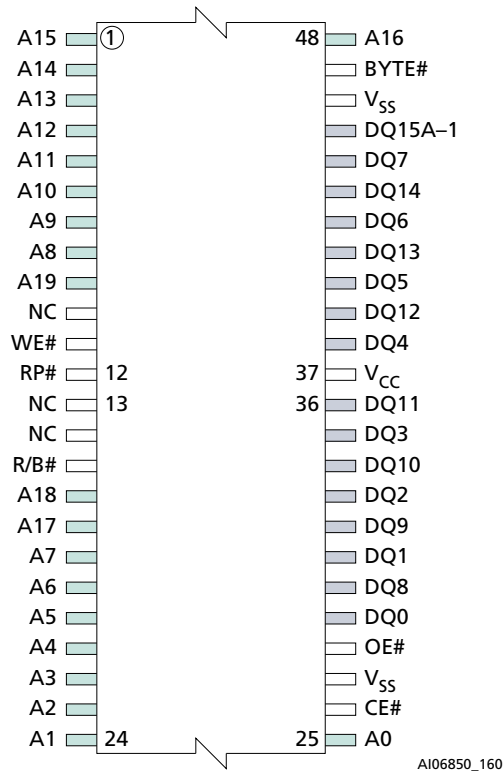 A15 1 48 A16
A14 BYTE#
A13 VSS
A12 DQ15A–1
A11 DQ7
A10 DQ14
A9 DQ6
A8 DQ13
A19 DQ5
NC DQ12
WE# DQ4
RP# 12 37 VCC
NC 13 36 DQ11
NC DQ3
R/B# DQ10
A18 DQ2
A17 DQ9
A7 DQ1
A6 DQ8
A5 DQ0
A4 OE#
A3 VSS
A2 CE#
A1 24 25 A0
AI06850_160